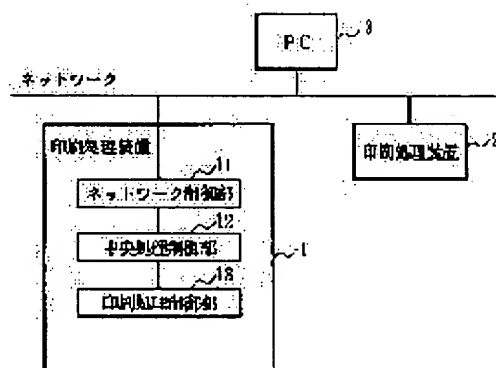 PC
3
ネットワーク
印刷処理装置
11
ネットワーク制御部
印刷処理装置
2
12
中央処理制御部
1
13
印刷処理制御部